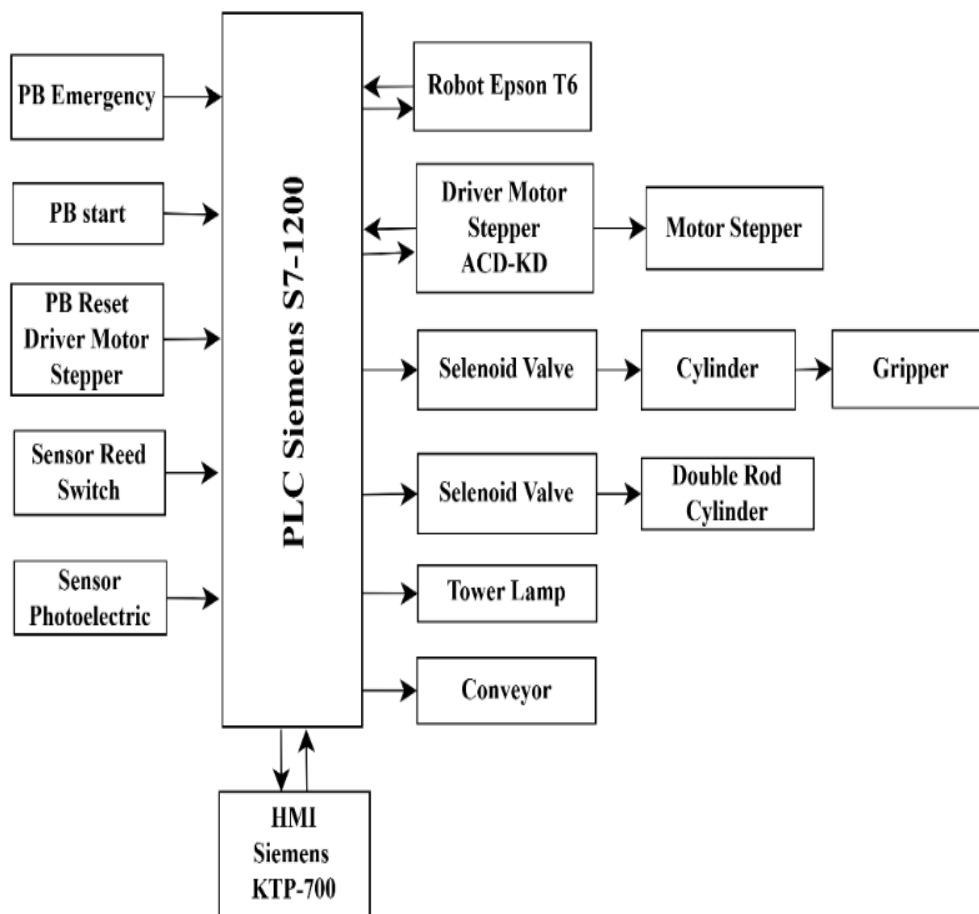 PB Emergency
PB start
PB Reset
Driver Motor
Stepper
Sensor Reed
Switch
Sensor
Photoelectric
PLC Siemens S7-1200
Robot Epson T6
Driver Motor
Stepper
ACD-KD
Motor Stepper
Selenoid Valve
Cylinder
Gripper
Selenoid Valve
Double Rod
Cylinder
Tower Lamp
Conveyor
HMI
Siemens
KTP-700